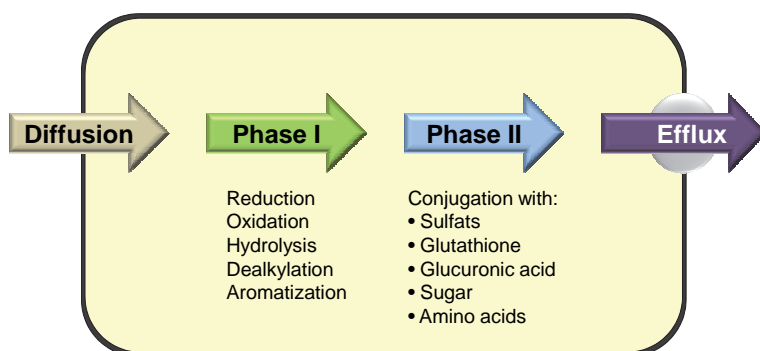 Diffusion
Phase I
Phase II
Efflux
Reduction
Oxidation
Hydrolysis
Dealkylation
Aromatization
Conjugation with:
• Sulfats
• Glutathione
• Glucuronic acid
• Sugar
• Amino acids